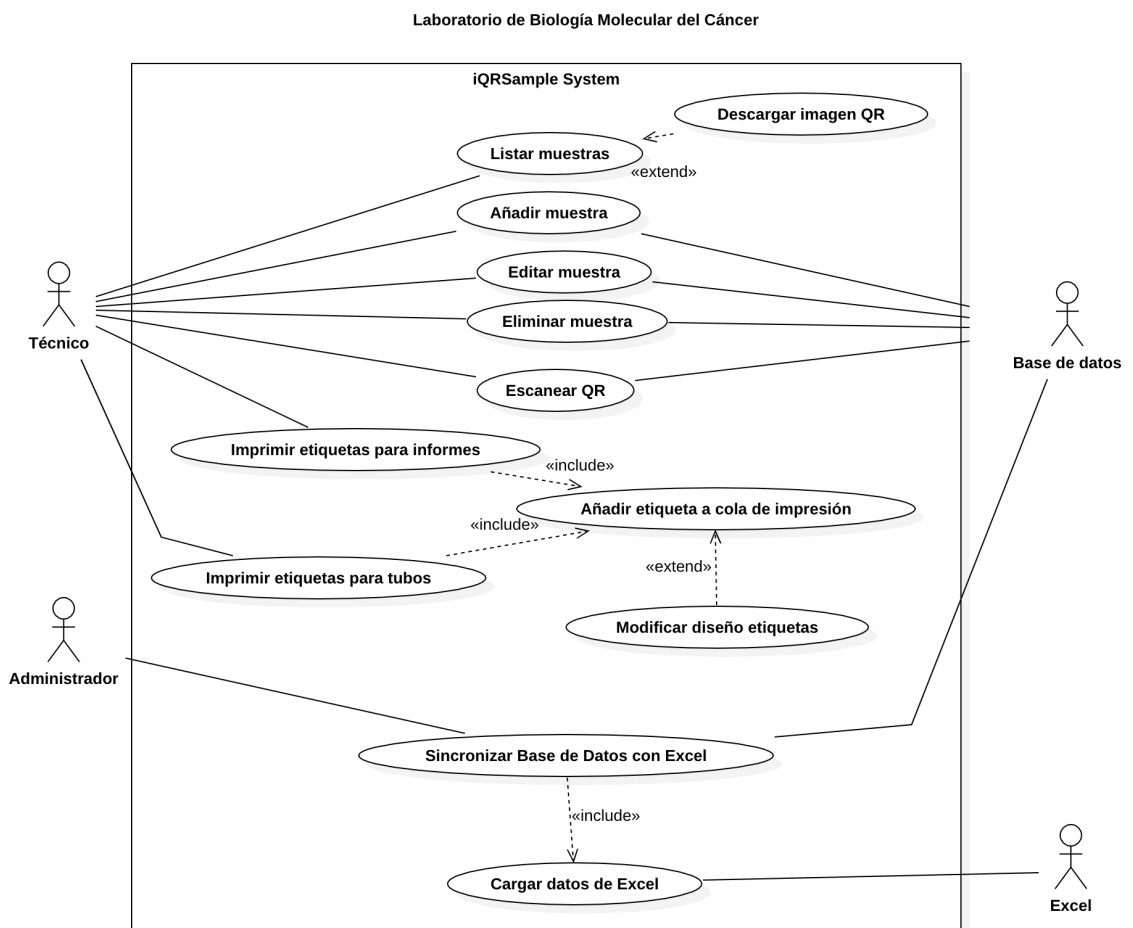 Laboratorio de Biología Molecular del Cáncer
iQRSample System
Descargar imagen QR
Listar muestras
«extend»
Añadir muestra
Editar muestra
Eliminar muestra
Técnico
Base de datos
Escanear QR
Imprimir etiquetas para informes
«include»
Añadir etiqueta a cola de impresión
«include»
«extend»
Imprimir etiquetas para tubos
Modificar diseño etiquetas
Administrador
Sincronizar Base de Datos con Excel
«include»
Cargar datos de Excel
Excel